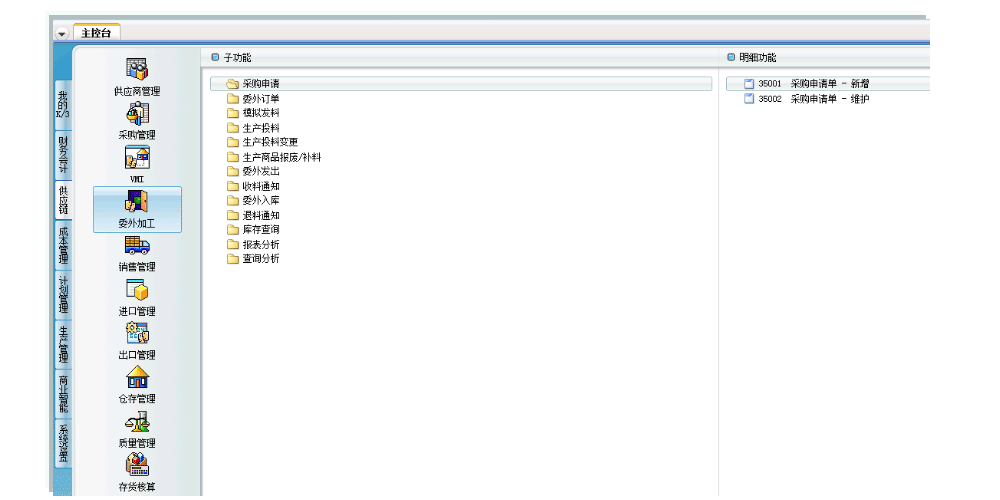 主控台
我的K/3
财务会计
供应链
成本管理
计划管理
生产管理
商业智能
系统设置
供应商管理
采购管理
VMI
委外加工
销售管理
进口管理
出口管理
仓存管理
质量管理
存货核算
子功能
采购申请
委外订单
模拟发料
生产投料
生产投料变更
生产商品报废/补料
委外发出
收料通知
委外入库
退料通知
库存查询
报表分析
查询分析
明细功能
35001 采购申请单 - 新增
35002 采购申请单 - 维护